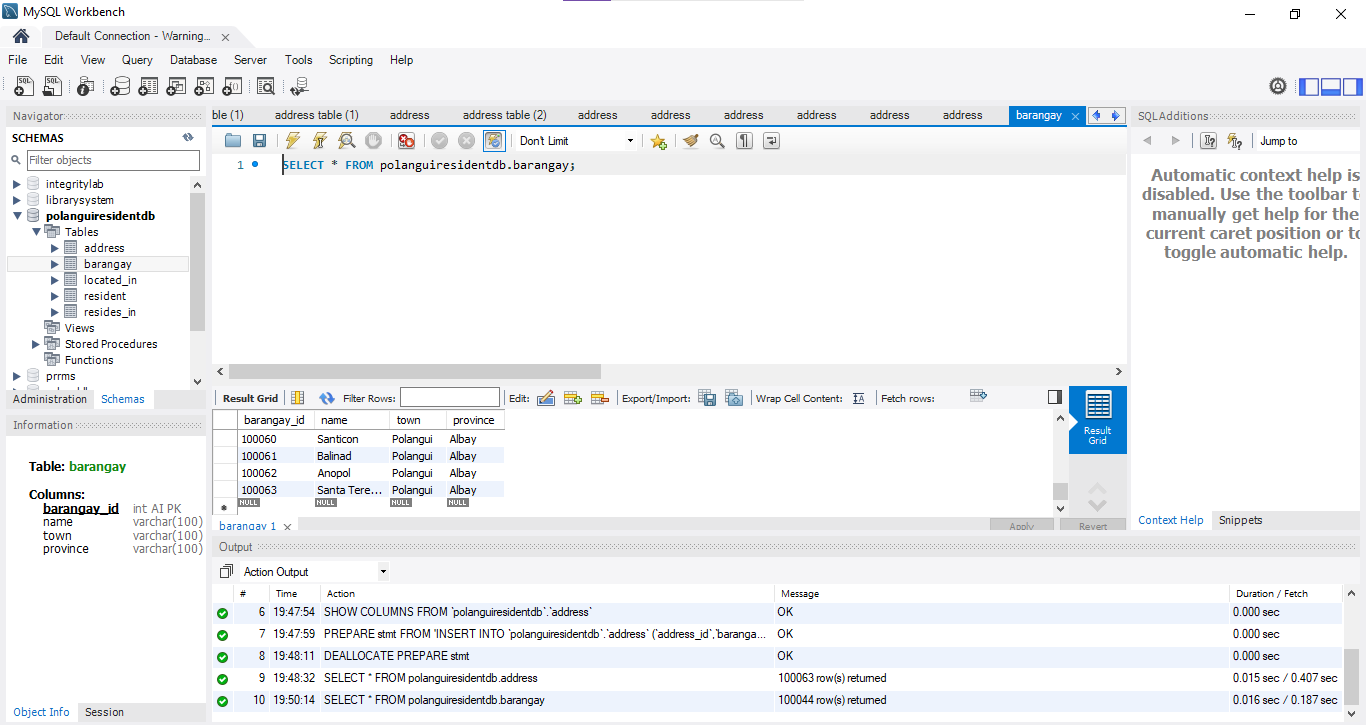 MySQL Workbench
Default Connection - Warning...
File Edit View Query Database Server Tools Scripting Help
Navigator
SCHEMAS
Filter objects
integritylab
librarysystem
polanguiresidentdb
Tables
address
barangay
located_in
resident
resides_in
Views
Stored Procedures
Functions
prrms
Administration Schemas
Information
Table: barangay
Columns:
barangay_id int AI PK
name varchar(100)
town varchar(100)
province varchar(100)
Object Info Session
ble (1) address table (1) address address table (2) address address address address address address barangay
Don't Limit
1 SELECT * FROM polanguiresidentdb.barangay;
Result Grid Filter Rows: Edit: Export/Import: Wrap Cell Content: IA Fetch rows:
barangay_id name town province
100060 Santicon Polangui Albay
100061 Balinad Polangui Albay
100062 Anopol Polangui Albay
100063 Santa Tere... Polangui Albay
NULL NULL NULL NULL
Result
Grid
barangay 1 Apply Revert
SQLAdditions
Jump to
Automatic context help is
disabled. Use the toolbar t
manually get help for the
current caret position or to
toggle automatic help.
Context Help Snippets
Output
Action Output
# Time Action Message Duration / Fetch
6 19:47:54 SHOW COLUMNS FROM `polanguiresidentdb`.`address` OK 0.000 sec
7 19:47:59 PREPARE stmt FROM 'INSERT INTO `polanguiresidentdb`.`address` (`address_id`,`baranga... OK 0.000 sec
8 19:48:11 DEALLOCATE PREPARE stmt OK 0.000 sec
9 19:48:32 SELECT * FROM polanguiresidentdb.address 100063 row(s) returned 0.015 sec / 0.407 sec
10 19:50:14 SELECT * FROM polanguiresidentdb.barangay 100044 row(s) returned 0.016 sec / 0.187 sec